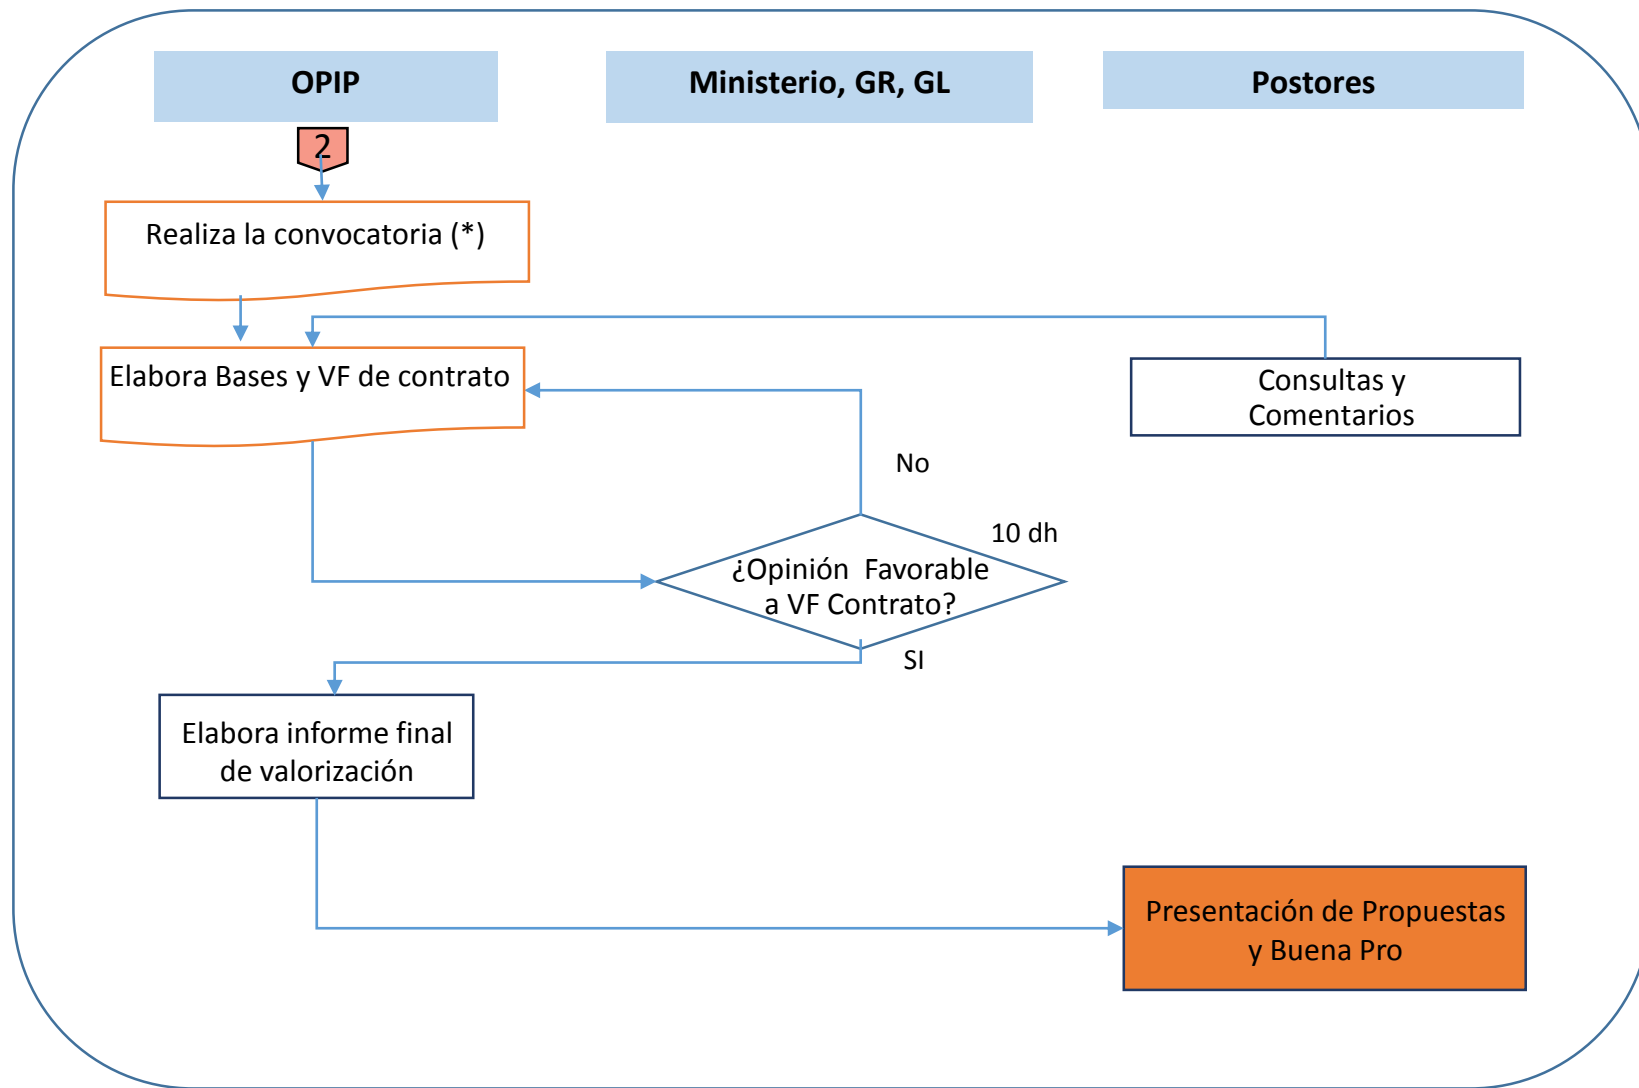 OPIP
Ministerio, GR, GL
Postores
2
Realiza la convocatoria (*)
Elabora Bases y VF de contrato
Consultas y
Comentarios
No
10 dh
¿Opinión Favorable
a VF Contrato?
SI
Elabora informe final
de valorización
Presentación de Propuestas
y Buena Pro